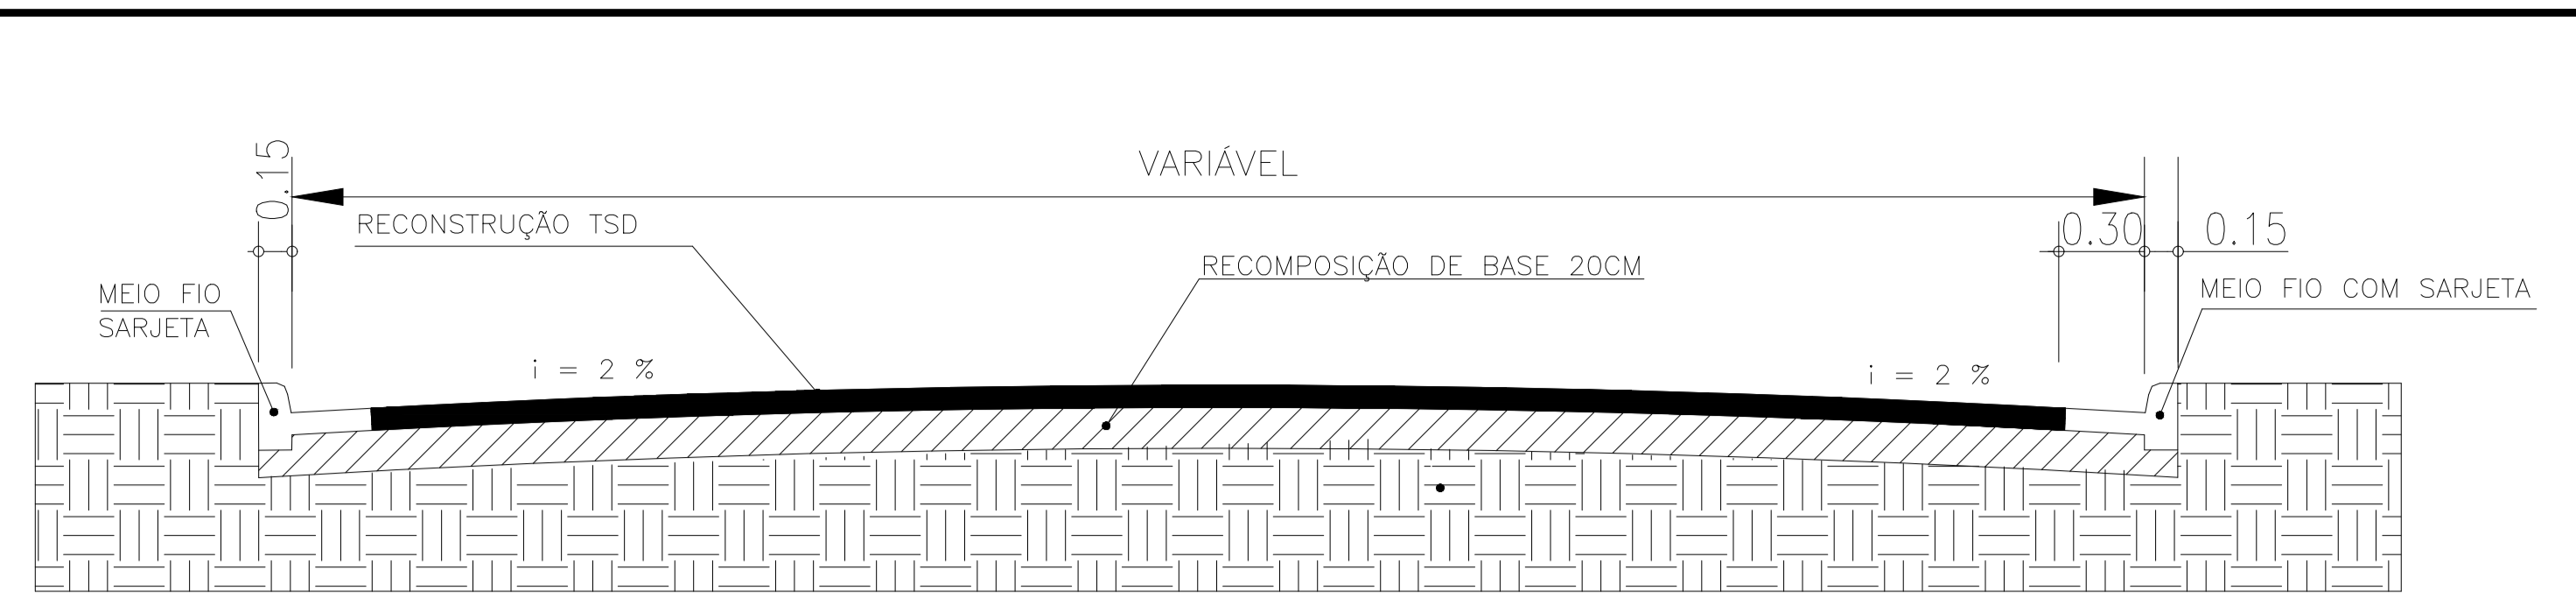 0.15
VARIÁVEL
RECONSTRUÇÃO TSD
0.30
0.15
RECOMPOSIÇÃO DE BASE 20CM
MEIO FIO
SARJETA
MEIO FIO COM SARJETA
i = 2 %
i = 2 %